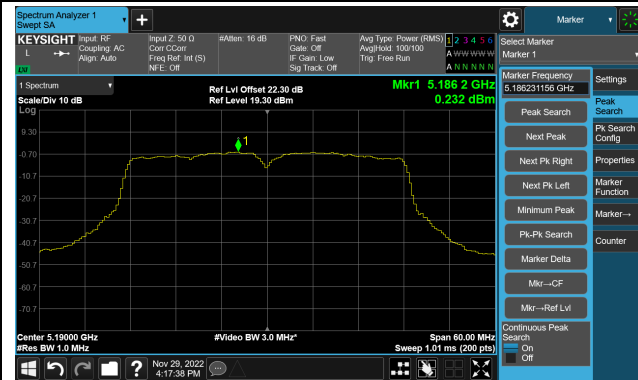 Spectrum Analyzer 1
Swept SA
Marker
KEYSIGHT
L
LXI
Input: RF
Coupling: AC
Align: Auto
Input Z: 50 Ω
Corr CCorr
Freq Ref: Int (S)
NFE: Off
#Atten: 16 dB
PNO: Fast
Gate: Off
IF Gain: Low
Sig Track: Off
Avg Type: Power (RMS)
Avg|Hold: 100/100
Trig: Free Run
1 2 3 4 5 6
A W W W W W
A N N N N N
Select Marker
Marker 1
1 Spectrum
Scale/Div 10 dB
Log
Ref Lvl Offset 22.30 dB
Ref Level 19.30 dBm
Mkr1 5.186 2 GHz
0.232 dBm
9.30
-0.70
-10.7
-20.7
-30.7
-40.7
-50.7
-60.7
-70.7
1
Center 5.19000 GHz
#Res BW 1.0 MHz
#Video BW 3.0 MHz*
Span 60.00 MHz
Sweep 1.01 ms (200 pts)
Marker Frequency
5.186231156 GHz
Peak Search
Next Peak
Next Pk Right
Next Pk Left
Minimum Peak
Pk-Pk Search
Marker Delta
Mkr→CF
Mkr→Ref Lvl
Continuous Peak
Search
On
Off
Settings
Peak
Search
Pk Search
Config
Properties
Marker
Function
Marker→
Counter
?
Nov 29, 2022
4:17:38 PM